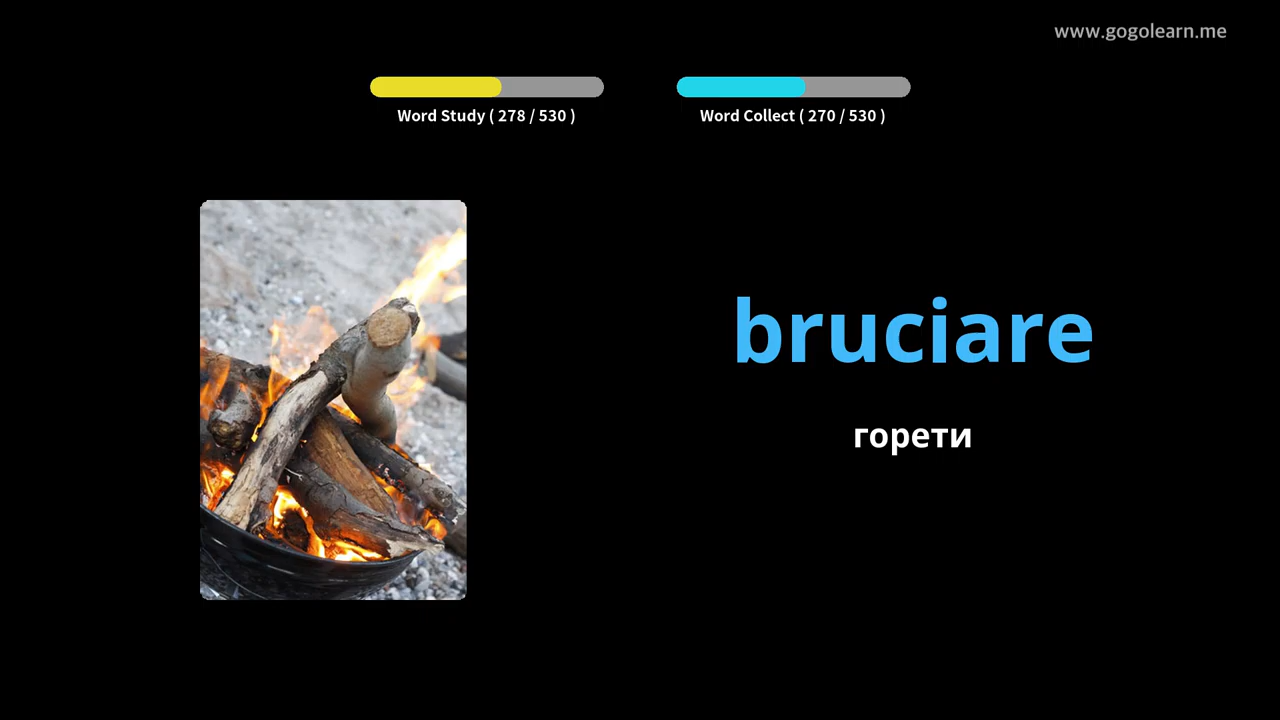 www.gogolearn.me
Word Study ( 278 / 530 )
Word Collect ( 270 / 530 )
bruciare
горети